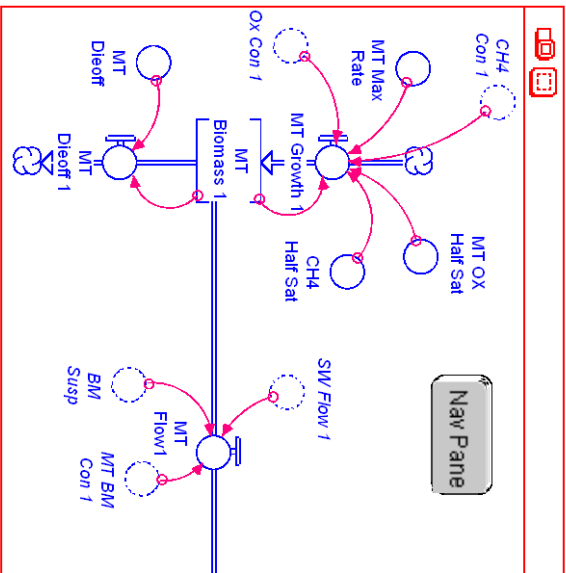 Nav Pane
CH4
Con 1
MT Max
Rate
Ox Con 1
MT OX
Half Sat
CH4
Half Sat
MT Growth 1
MT
Biomass 1
MT
Dieoff
MT
Dieoff 1
SW Flow 1
MT
Flow1
BM
Susp
MT BM
Con 1